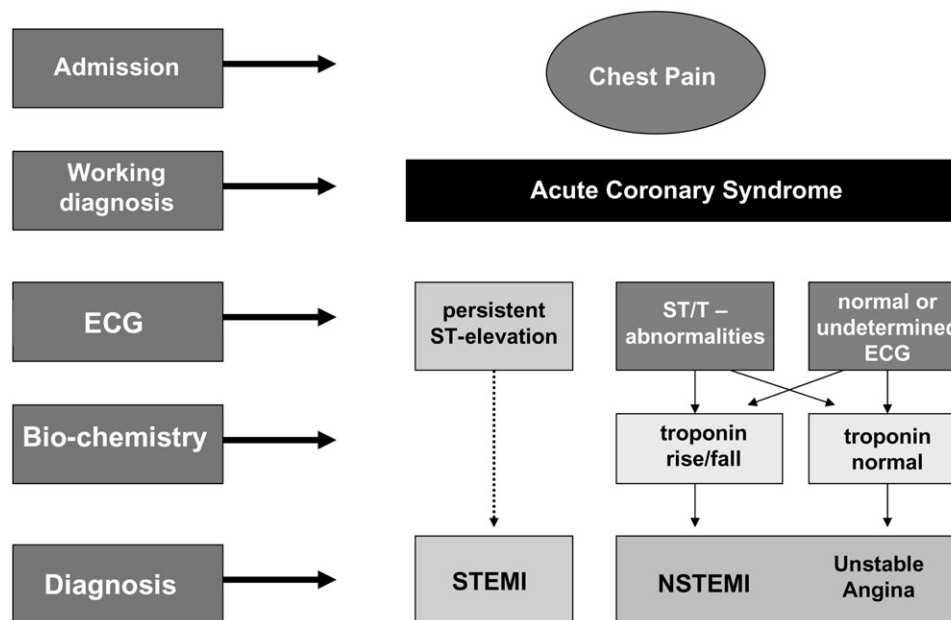 Admission
Chest Pain
Working
diagnosis
Acute Coronary Syndrome
ECG
persistent
ST-elevation
ST/T –
abnormalities
normal or
undetermined
ECG
Bio-chemistry
troponin
rise/fall
troponin
normal
Diagnosis
STEMI
NSTEMI
Unstable
Angina